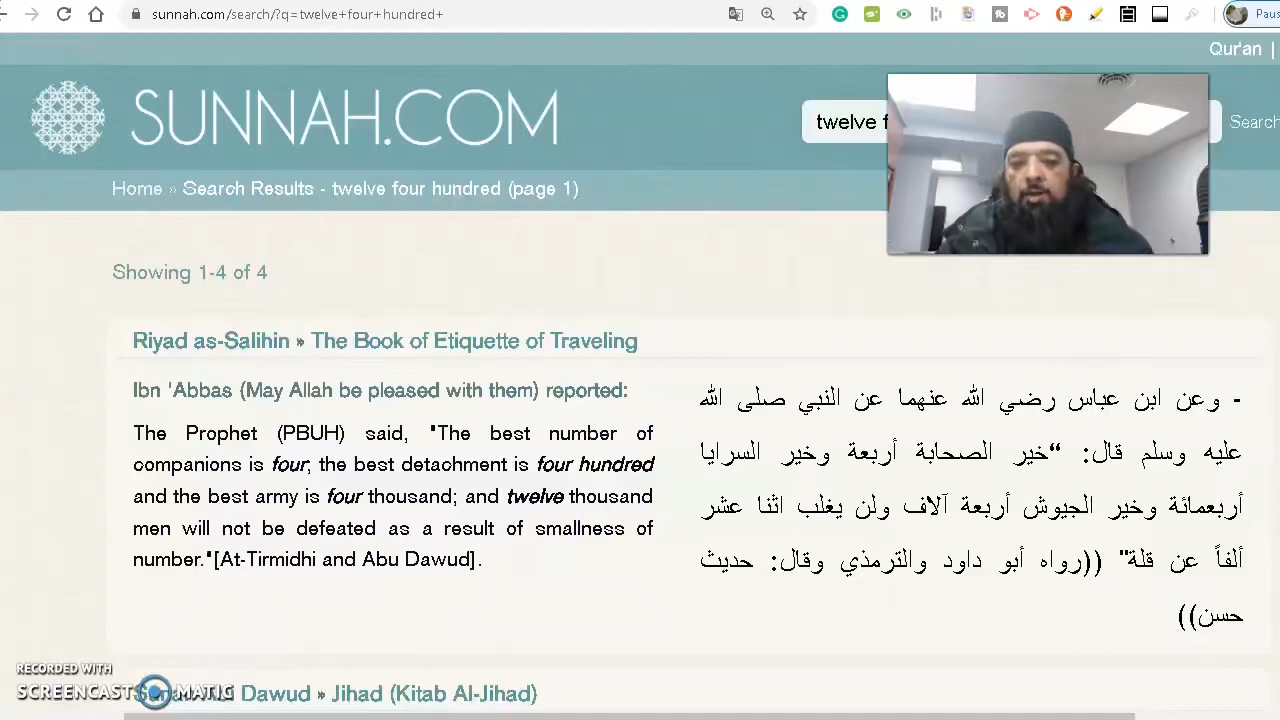 sunnah.com/search/?q=twelve+four+hundred+
Paus
Qur'an |
SUNNAH.COM
twelve f
Search
Home » Search Results - twelve four hundred (page 1)
Showing 1-4 of 4
Riyad as-Salihin » The Book of Etiquette of Traveling
Ibn 'Abbas (May Allah be pleased with them) reported:
The Prophet (PBUH) said, "The best number of
companions is four; the best detachment is four hundred
and the best army is four thousand; and twelve thousand
men will not be defeated as a result of smallness of
number."[At-Tirmidhi and Abu Dawud].
- وعن ابن عباس رضي الله عنهما عن النبي صلى الله
عليه وسلم قال: “خير الصحابة أربعة وخير السرايا
أربعمائة وخير الجيوش أربعة آلاف ولن يغلب اثنا عشر
ألفاً عن قلة" ((رواه أبو داود والترمذي وقال: حديث
حسن))
RECORDED WITH
SCREENCAST MATIC
Dawud » Jihad (Kitab Al-Jihad)